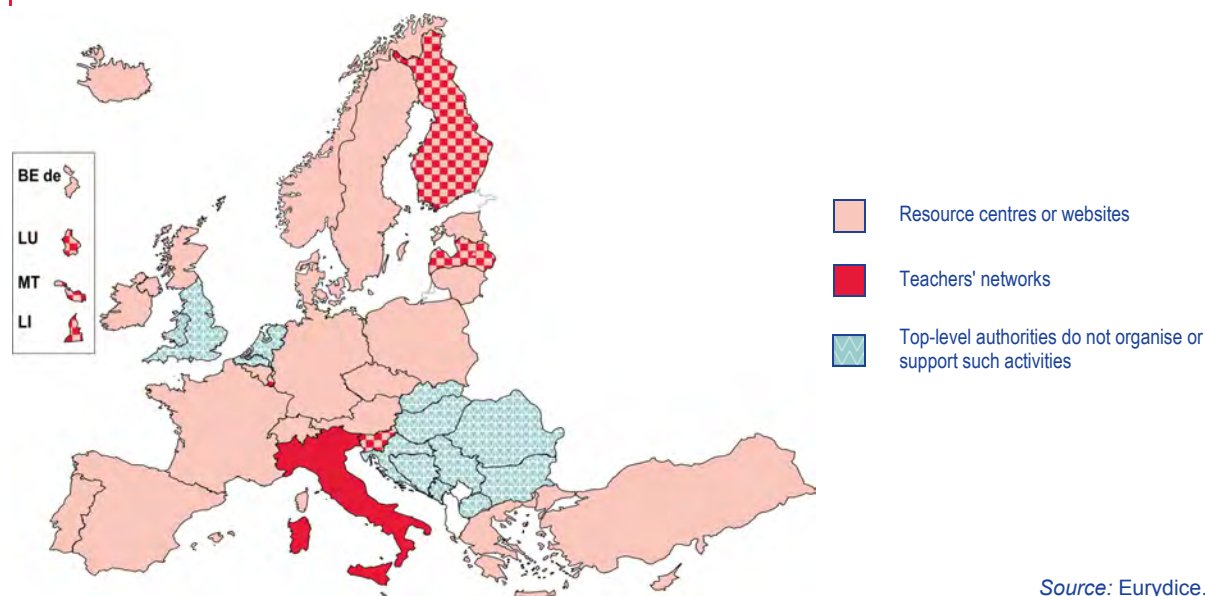 BE de
LU
MT
LI
Resource centres or websites
Teachers' networks
Top-level authorities do not organise or
support such activities
Source: Eurydice.